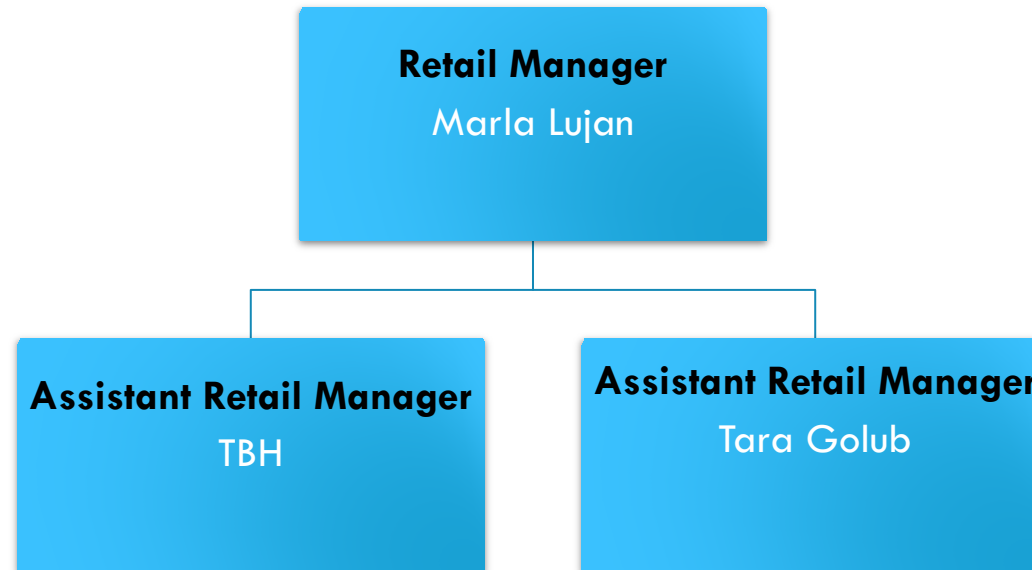 Retail Manager
Marla Lujan
Assistant Retail Manager
TBH
Assistant Retail Manager
Tara Golub